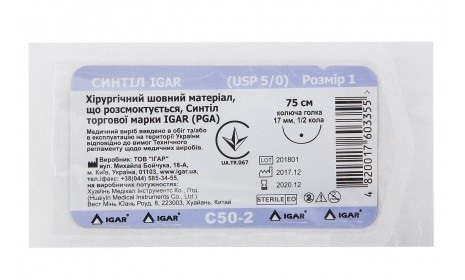 СИНТІЛ IGAR (USP 5/0) Розмір 1
Хірургічний шовний матеріал,
що розсмоктується, Синтіл
торгової марки IGAR (PGA)
Медичний виріб введено в обіг та/або
в експлуатацію на території України
відповідно до вимог Технічного
регламенту щодо медичних виробів.
Виробник: ТОВ "ІГАР"
вул. Михайла Бойчука, 18-А,
м. Київ, Україна, 01103, www.igar.ua,
тел./факс: +38(044) 585-34-55,
на виробничих потужностях:
Хуайінь Медікал Інструментс Ко., Лтд
(Huaiyin Medical Instruments Co., Ltd)
Вест Мінь Юань Роуд, 8, 223003, Хуайань, Китай
UA.TR.067
75 см
колюча голка
17 мм, 1/2 кола
LOT 201801
2017.12
2020.12
STERILE EO
2
4820017603355
IGAR IGAR C50-2 IGAR IGAR